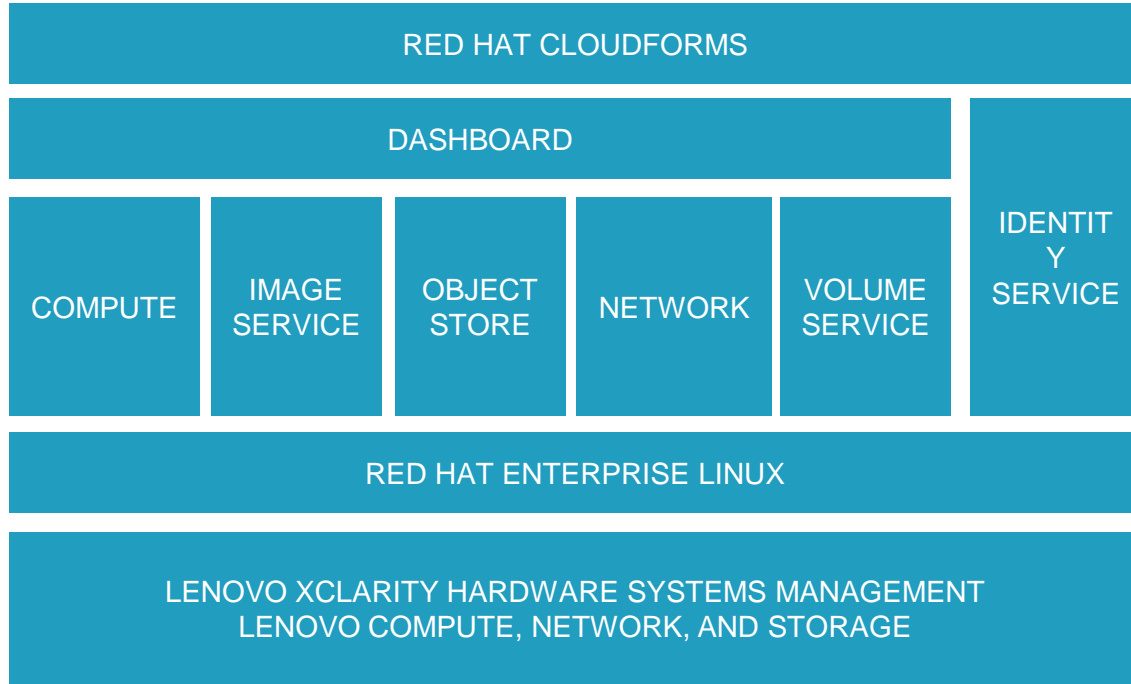 RED HAT CLOUDFORMS
DASHBOARD
IDENTIT
Y
SERVICE
COMPUTE
IMAGE
SERVICE
OBJECT
STORE
NETWORK
VOLUME
SERVICE
RED HAT ENTERPRISE LINUX
LENOVO XCLARITY HARDWARE SYSTEMS MANAGEMENT
LENOVO COMPUTE, NETWORK, AND STORAGE